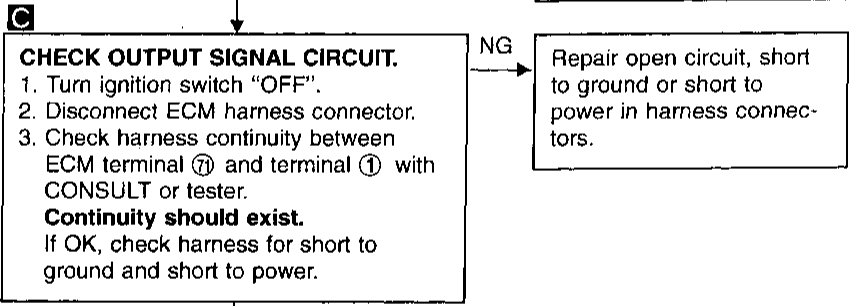 C
CHECK OUTPUT SIGNAL CIRCUIT.
1. Turn ignition switch “OFF”.
2. Disconnect ECM harness connector.
3. Check harness continuity between
ECM terminal 71 and terminal ① with
CONSULT or tester.
Continuity should exist.
If OK, check harness for short to
ground and short to power.
NG
Repair open circuit, short
to ground or short to
power in harness connec-
tors.